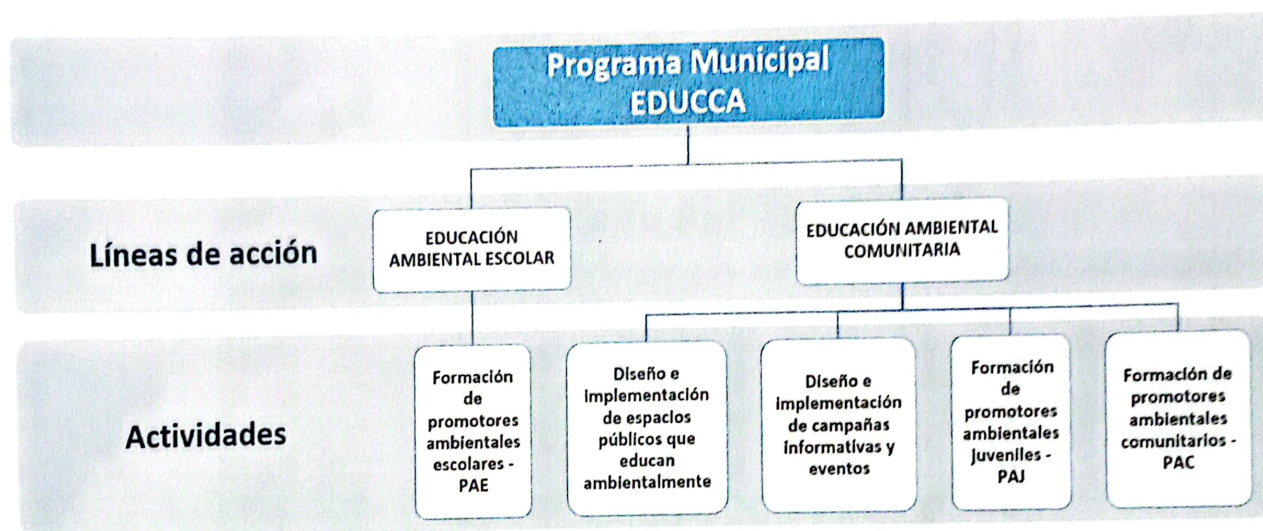 Programa Municipal
EDUCCA
Líneas de acción
EDUCACIÓN
AMBIENTAL ESCOLAR
EDUCACIÓN AMBIENTAL
COMUNITARIA
Actividades
Formación
de
promotores
ambientales
escolares -
PAE
Diseño e
implementación
de espacios
públicos que
educan
ambientalmente
Diseño e
implementación
de campañas
informativas y
eventos
Formación
de
promotores
ambientales
juveniles -
PAJ
Formación de
promotores
ambientales
comunitarios -
PAC